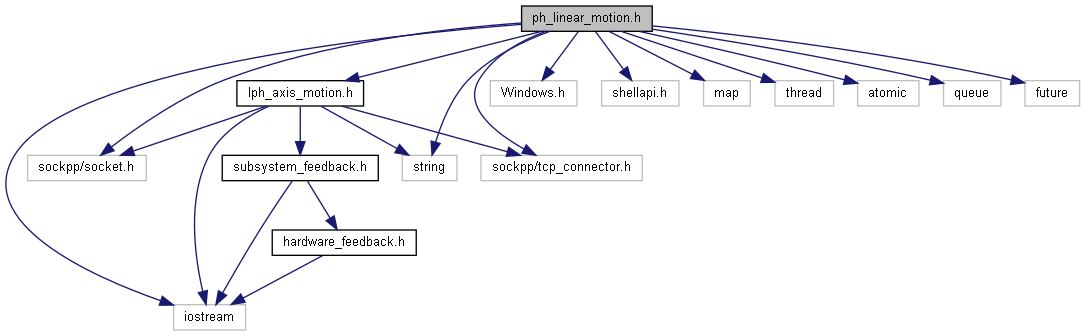 ph_linear_motion.h
lph_axis_motion.h
Windows.h
shellapi.h
map
thread
atomic
queue
future
sockpp/socket.h
subsystem_feedback.h
string
sockpp/tcp_connector.h
hardware_feedback.h
iostream